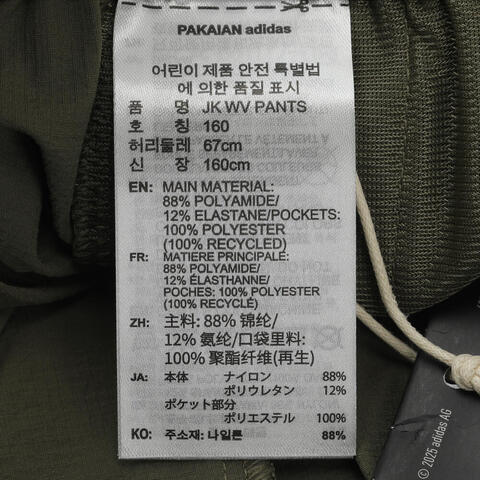 PAKAIAN adidas
어린이 제품 안전 특별법
에 의한 품질 표시
품 명 JK WV PANTS
호 칭 160
허리둘레 67cm
신 장 160cm
EN: MAIN MATERIAL:
88% POLYAMIDE/
12% ELASTANE/POCKETS:
100% POLYESTER
(100% RECYCLED)
FR: MATIERE PRINCIPALE:
88% POLYAMIDE/
12% ÉLASTHANNE/
POCHES: 100% POLYESTER
(100% RECYCLÉ)
ZH: 主料: 88% 锦纶/
12% 氨纶/口袋里料:
100% 聚酯纤维(再生)
JA: 本体 ナイロン 88%
ポリウレタン 12%
ポケット部分
ポリエステル 100%
KO: 주소재: 나일론 88%
© 2025 adidas AG